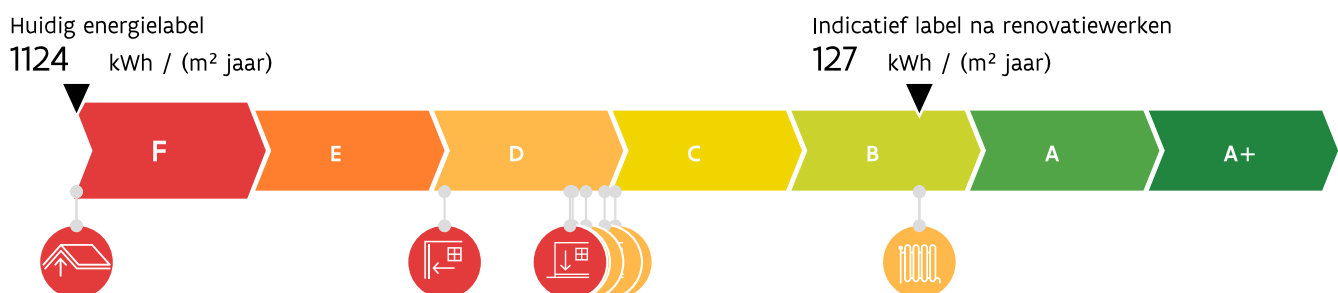 Huidig energielabel
1124 kWh / (m² jaar)
Indicatief label na renovatiewerken
127 kWh / (m² jaar)
F E D C B A A+